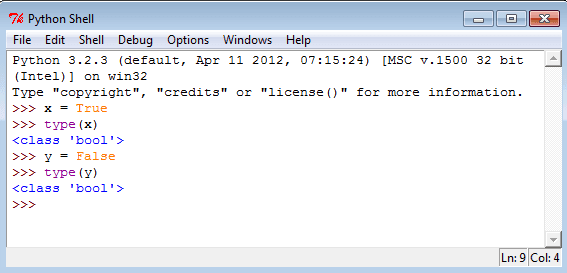 Python Shell
File Edit Shell Debug Options Windows Help
Python 3.2.3 (default, Apr 11 2012, 07:15:24) [MSC v.1500 32 bit
(Intel)] on win32
Type "copyright", "credits" or "license()" for more information.
>>> x = True
>>> type(x)
<class 'bool'>
>>> y = False
>>> type(y)
<class 'bool'>
>>>
Ln: 9 Col: 4